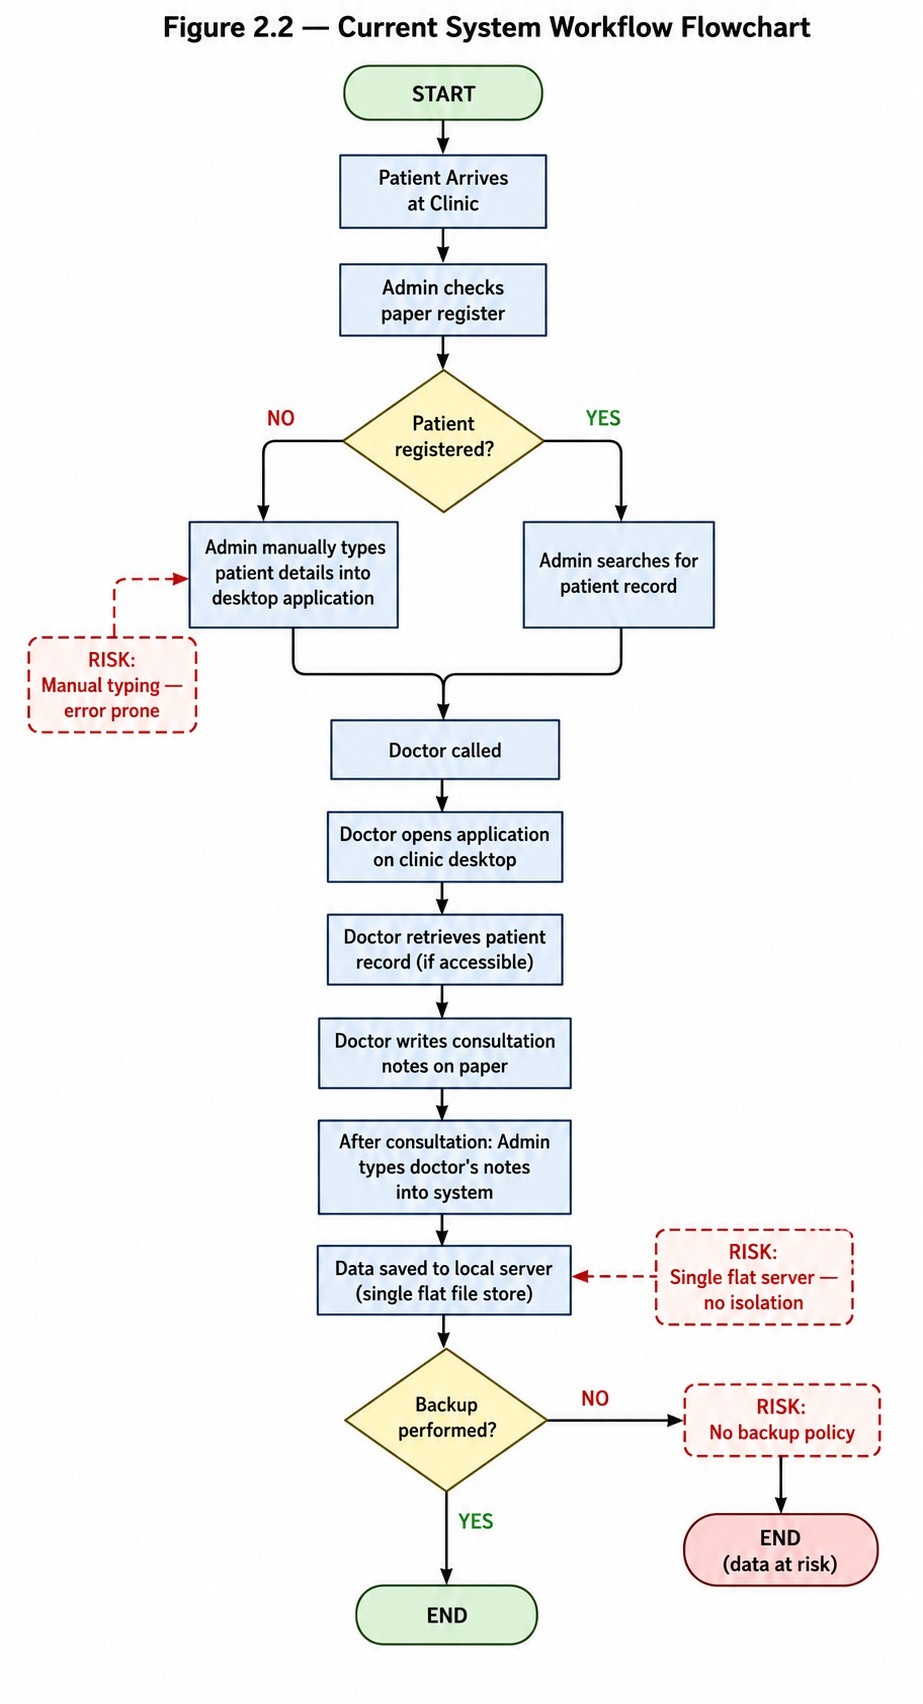 Figure 2.2 — Current System Workflow Flowchart
START
Patient Arrives
at Clinic
Admin checks
paper register
Patient
registered?
NO
YES
Admin manually types
patient details into
desktop application
Admin searches for
patient record
RISK:
Manual typing —
error prone
Doctor called
Doctor opens application
on clinic desktop
Doctor retrieves patient
record (if accessible)
Doctor writes consultation
notes on paper
After consultation: Admin
types doctor's notes
into system
Data saved to local server
(single flat file store)
RISK:
Single flat server —
no isolation
Backup
performed?
NO
RISK:
No backup policy
YES
END
(data at risk)
END